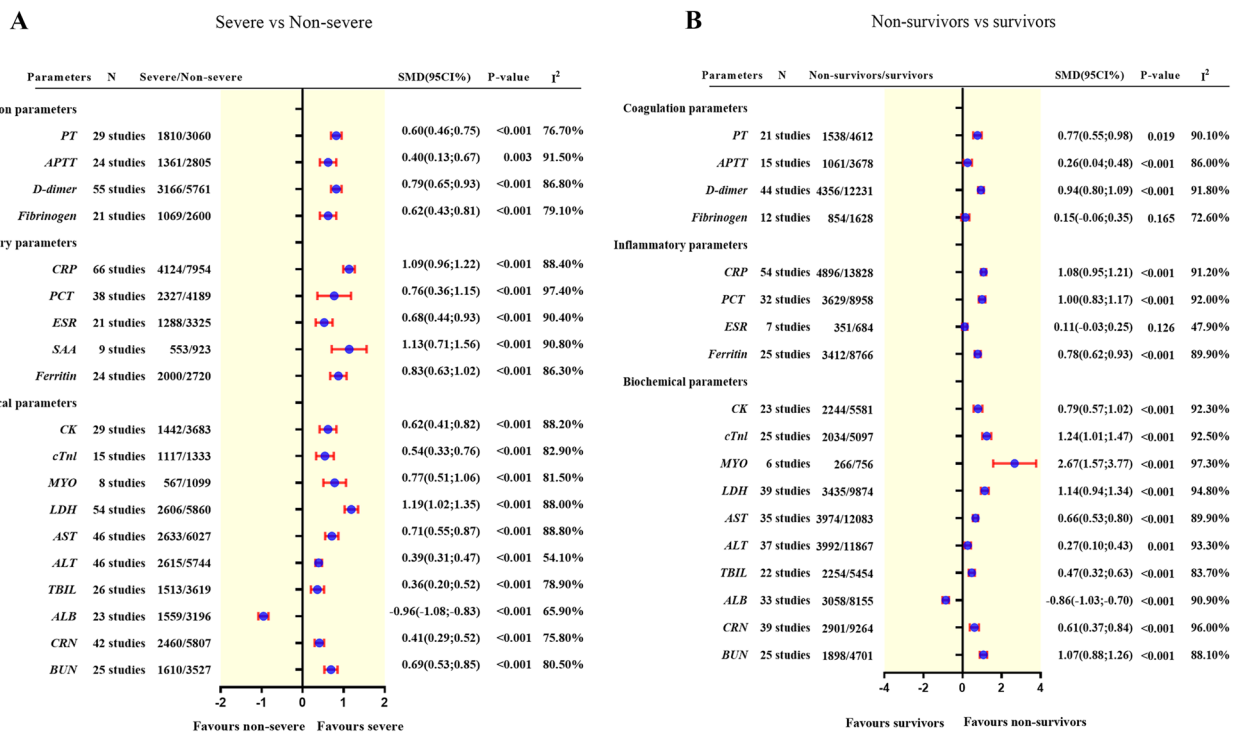 A
Severe vs Non-severe
Parameters N Severe/Non-severe SMD(95CI%) P-value I²
on parameters
PT 29 studies 1810/3060 0.60(0.46;0.75) <0.001 76.70%
APTT 24 studies 1361/2805 0.40(0.13;0.67) 0.003 91.50%
D-dimer 55 studies 3166/5761 0.79(0.65;0.93) <0.001 86.80%
Fibrinogen 21 studies 1069/2600 0.62(0.43;0.81) <0.001 79.10%
ry parameters
CRP 66 studies 4124/7954 1.09(0.96;1.22) <0.001 88.40%
PCT 38 studies 2327/4189 0.76(0.36;1.15) <0.001 97.40%
ESR 21 studies 1288/3325 0.68(0.44;0.93) <0.001 90.40%
SAA 9 studies 553/923 1.13(0.71;1.56) <0.001 90.80%
Ferritin 24 studies 2000/2720 0.83(0.63;1.02) <0.001 86.30%
cal parameters
CK 29 studies 1442/3683 0.62(0.41;0.82) <0.001 88.20%
cTnl 15 studies 1117/1333 0.54(0.33;0.76) <0.001 82.90%
MYO 8 studies 567/1099 0.77(0.51;1.06) <0.001 81.50%
LDH 54 studies 2606/5860 1.19(1.02;1.35) <0.001 88.00%
AST 46 studies 2633/6027 0.71(0.55;0.87) <0.001 88.80%
ALT 46 studies 2615/5744 0.39(0.31;0.47) <0.001 54.10%
TBIL 26 studies 1513/3619 0.36(0.20;0.52) <0.001 78.90%
ALB 23 studies 1559/3196 -0.96(-1.08;-0.83) <0.001 65.90%
CRN 42 studies 2460/5807 0.41(0.29;0.52) <0.001 75.80%
BUN 25 studies 1610/3527 0.69(0.53;0.85) <0.001 80.50%
-2 -1 0 1 2
Favours non-severe Favours severe
B
Non-survivors vs survivors
Parameters N Non-survivors/survivors SMD(95CI%) P-value I²
Coagulation parameters
PT 21 studies 1538/4612 0.77(0.55;0.98) 0.019 90.10%
APTT 15 studies 1061/3678 0.26(0.04;0.48) <0.001 86.00%
D-dimer 44 studies 4356/12231 0.94(0.80;1.09) <0.001 91.80%
Fibrinogen 12 studies 854/1628 0.15(-0.06;0.35) 0.165 72.60%
Inflammatory parameters
CRP 54 studies 4896/13828 1.08(0.95;1.21) <0.001 91.20%
PCT 32 studies 3629/8958 1.00(0.83;1.17) <0.001 92.00%
ESR 7 studies 351/684 0.11(-0.03;0.25) 0.126 47.90%
Ferritin 25 studies 3412/8766 0.78(0.62;0.93) <0.001 89.90%
Biochemical parameters
CK 23 studies 2244/5581 0.79(0.57;1.02) <0.001 92.30%
cTnl 25 studies 2034/5097 1.24(1.01;1.47) <0.001 92.50%
MYO 6 studies 266/756 2.67(1.57;3.77) <0.001 97.30%
LDH 39 studies 3435/9874 1.14(0.94;1.34) <0.001 94.80%
AST 35 studies 3974/12083 0.66(0.53;0.80) <0.001 89.90%
ALT 37 studies 3992/11867 0.27(0.10;0.43) 0.001 93.30%
TBIL 22 studies 2254/5454 0.47(0.32;0.63) <0.001 83.70%
ALB 33 studies 3058/8155 -0.86(-1.03;-0.70) <0.001 90.90%
CRN 39 studies 2901/9264 0.61(0.37;0.84) <0.001 96.00%
BUN 25 studies 1898/4701 1.07(0.88;1.26) <0.001 88.10%
-4 -2 0 2 4
Favours survivors Favours non-survivors